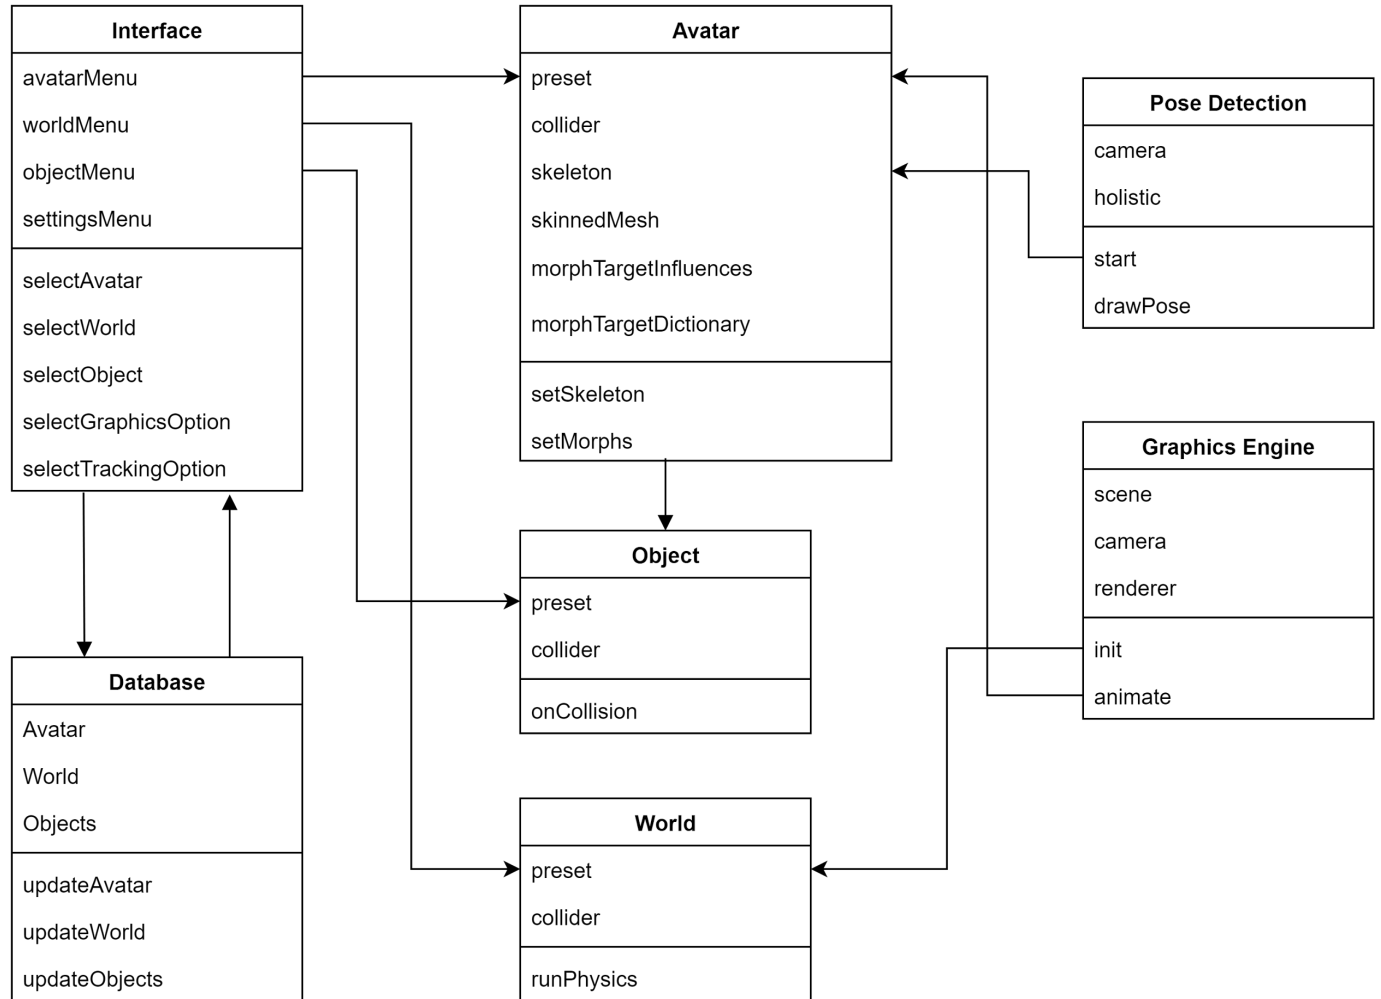 Interface
avatarMenu
worldMenu
objectMenu
settingsMenu
selectAvatar
selectWorld
selectObject
selectGraphicsOption
selectTrackingOption
Database
Avatar
World
Objects
updateAvatar
updateWorld
updateObjects
Avatar
preset
collider
skeleton
skinnedMesh
morphTargetInfluences
morphTargetDictionary
setSkeleton
setMorphs
Object
preset
collider
onCollision
World
preset
collider
runPhysics
Pose Detection
camera
holistic
start
drawPose
Graphics Engine
scene
camera
renderer
init
animate